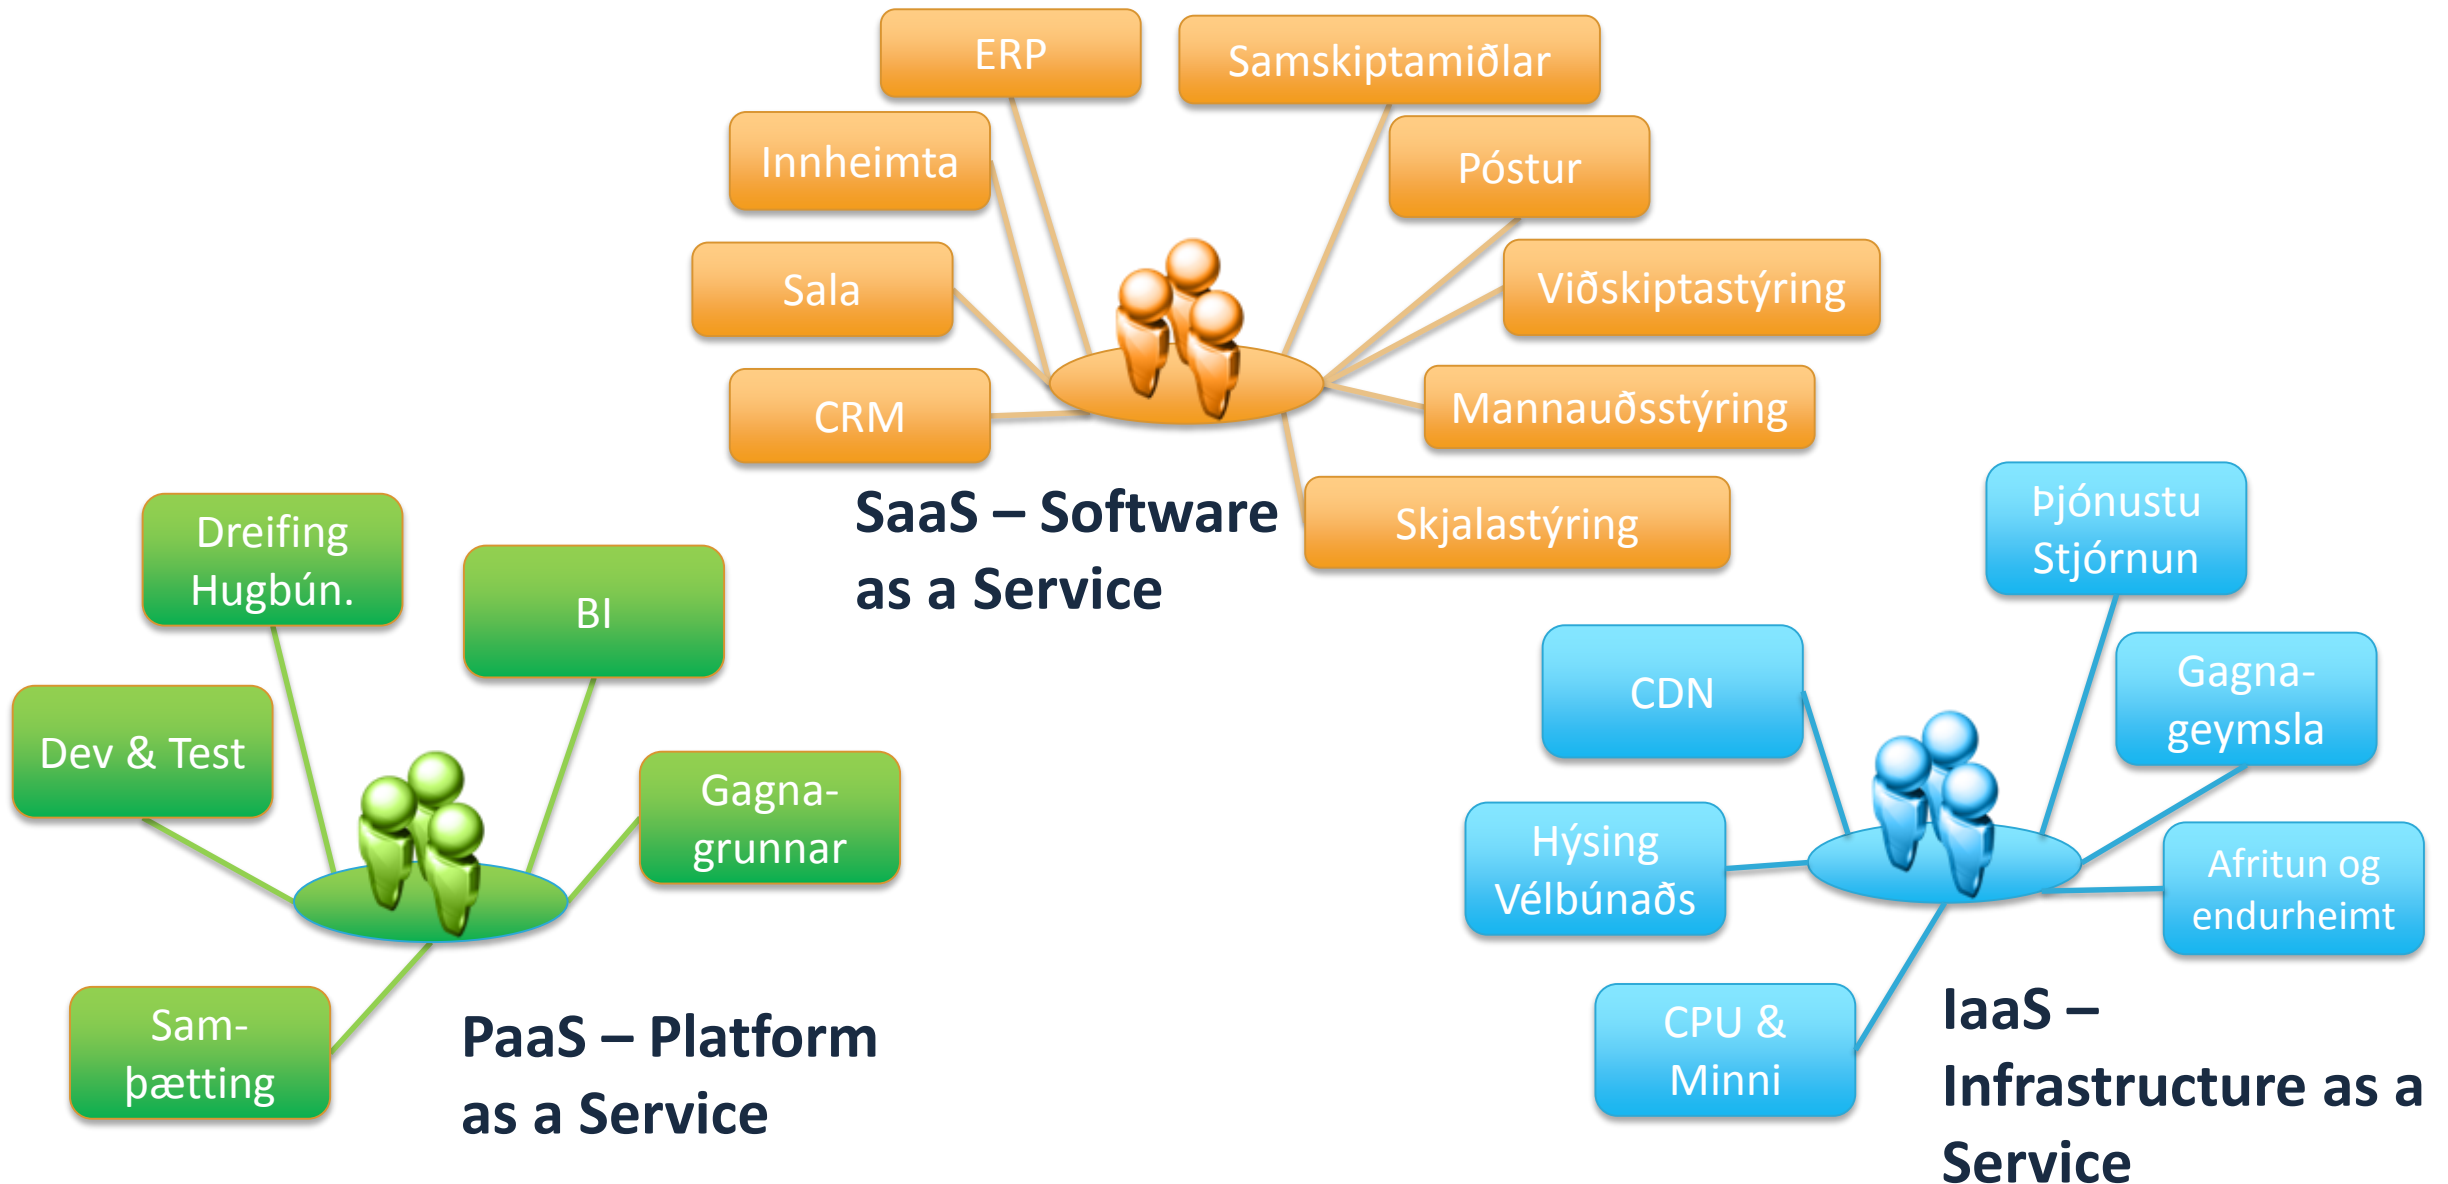 ERP
Samskiptamiðlar
Innheimta
Póstur
Sala
Viðskiptastýring
CRM
Mannauðsstýring
Skjalastýring
SaaS – Software
as a Service
Dreifing
Hugbún.
BI
Dev & Test
Gagna-
grunnar
Sam-
þætting
PaaS – Platform
as a Service
Þjónustu
Stjórnun
CDN
Gagna-
geymsla
Hýsing
Vélbúnaðs
Afritun og
endurheimt
CPU &
Minni
IaaS –
Infrastructure as a
Service